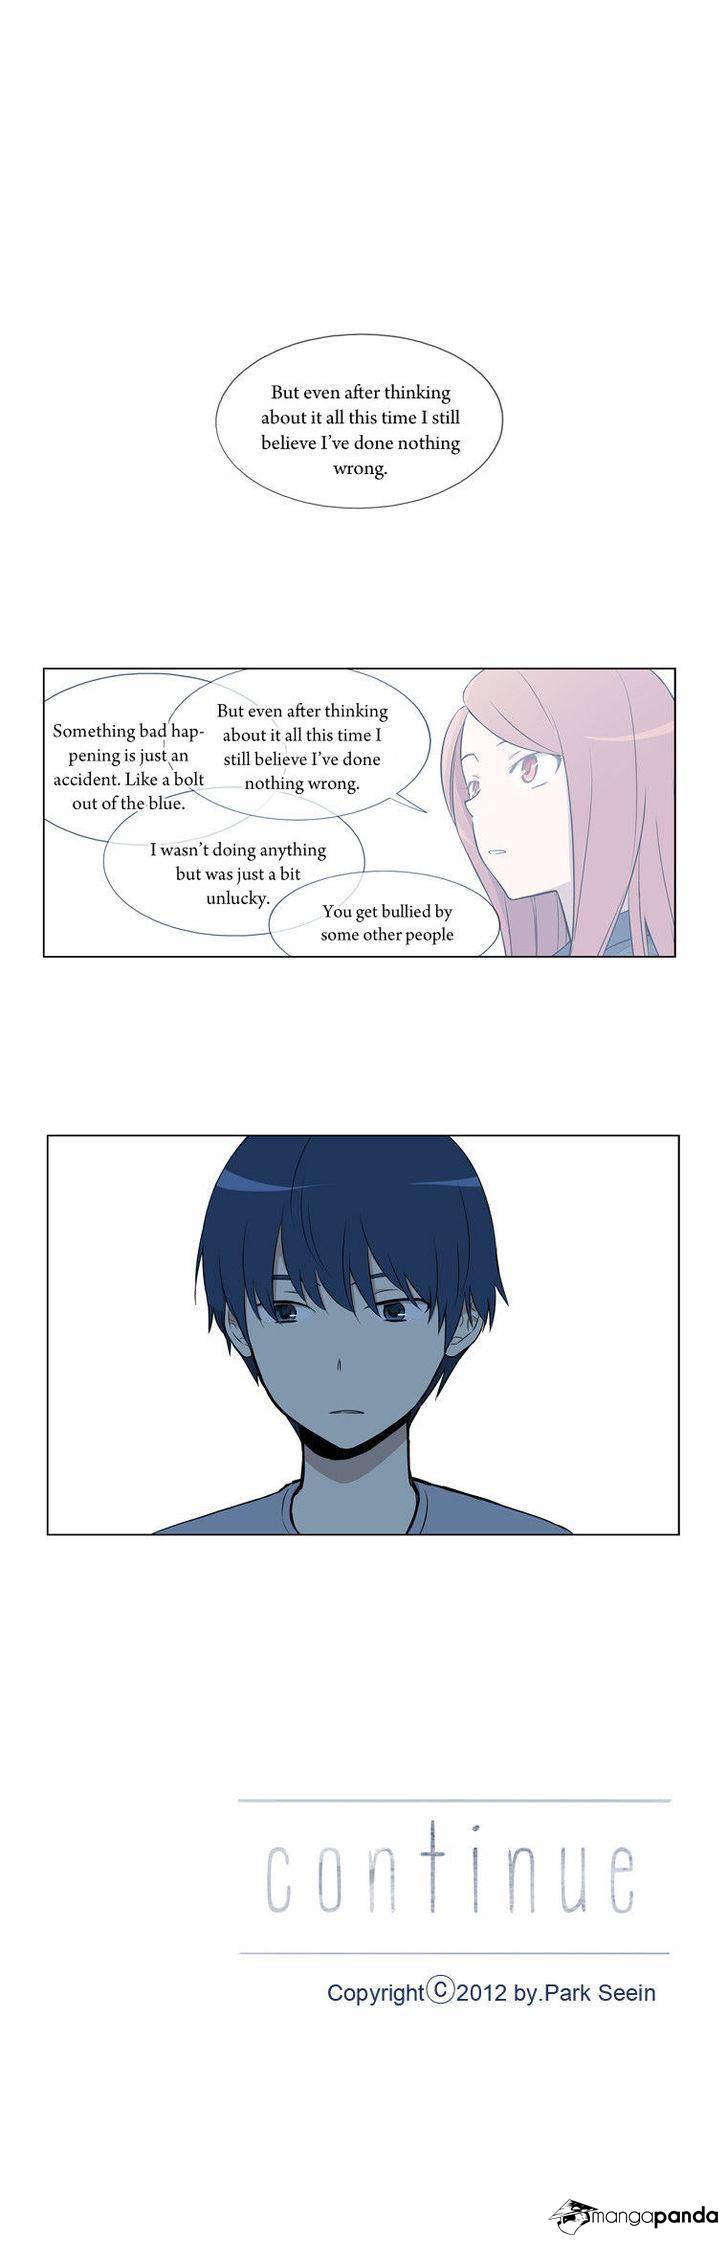 But even after thinking
about it all this time I still
believe I've done nothing
wrong.
Something bad hap-
pening is just an
accident. Like a bolt
out of the blue.
But even after thinking
about it all this time I
still believe I've done
nothing wrong.
I wasn't doing anything
but was just a bit
unlucky.
You get bullied by
some other people
continue
Copyrightⓒ2012 by.Park Seein
mangapanda